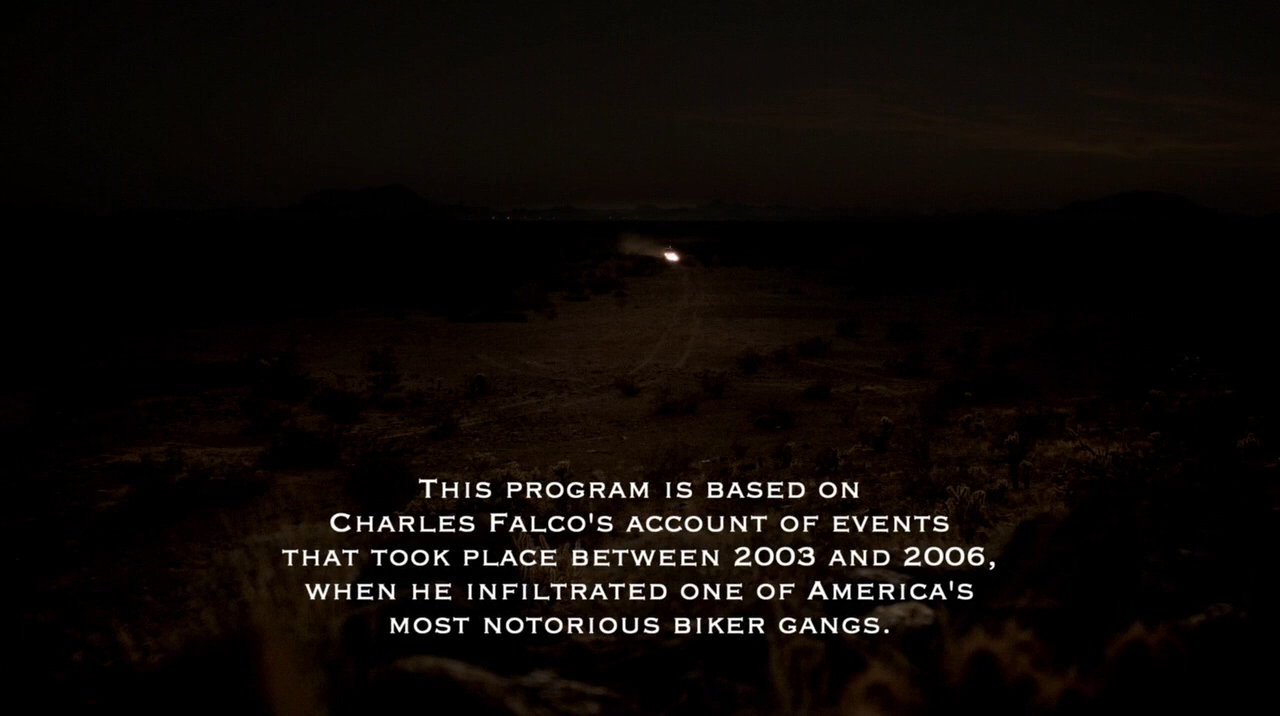 This program is based on
Charles Falco's account of events
that took place between 2003 and 2006,
when he infiltrated one of America's
most notorious biker gangs.